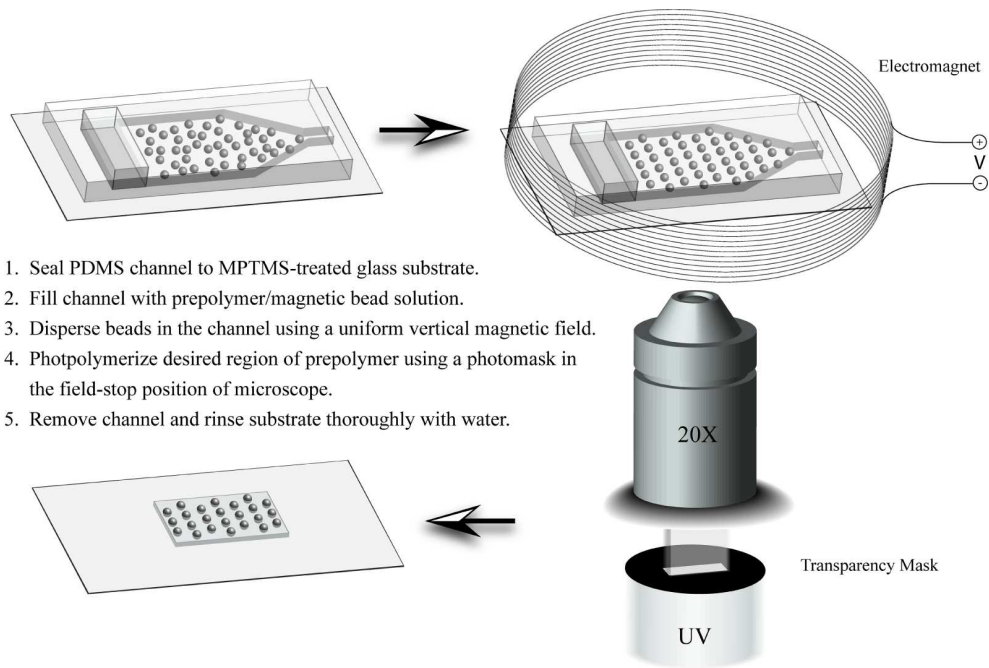 Electromagnet
+
V
-
1. Seal PDMS channel to MPTMS-treated glass substrate.
2. Fill channel with prepolymer/magnetic bead solution.
3. Disperse beads in the channel using a uniform vertical magnetic field.
4. Photpolymerize desired region of prepolymer using a photomask in
the field-stop position of microscope.
5. Remove channel and rinse substrate thoroughly with water.
20X
Transparency Mask
UV